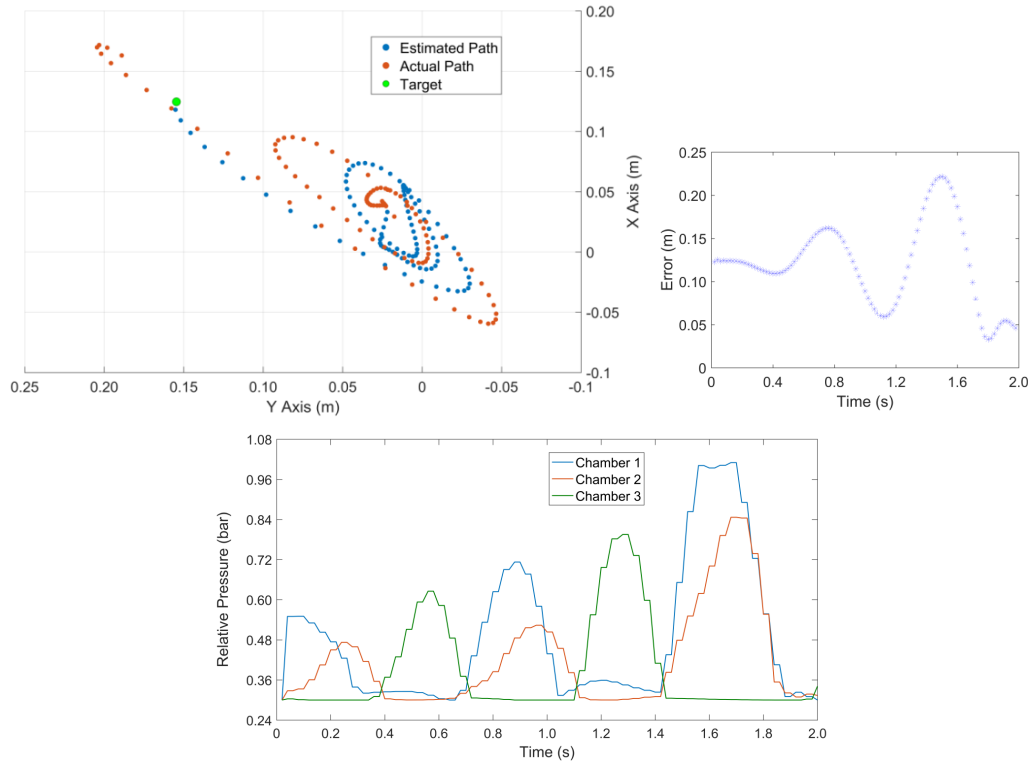 0.20
Estimated Path
Actual Path
Target
0.15
0.10
0.05
0
-0.05
-0.1
X Axis (m)
0.25 0.20 0.15 0.10 0.05 0 -0.05 -0.1
Y Axis (m)
0.25
0.20
0.15
0.10
0.05
0
Error (m)
0 0.4 0.8 1.2 1.6 2.0
Time (s)
1.08
0.96
0.84
0.72
0.60
0.48
0.36
0.24
Relative Pressure (bar)
Chamber 1
Chamber 2
Chamber 3
0 0.2 0.4 0.6 0.8 1.0 1.2 1.4 1.6 1.8 2.0
Time (s)